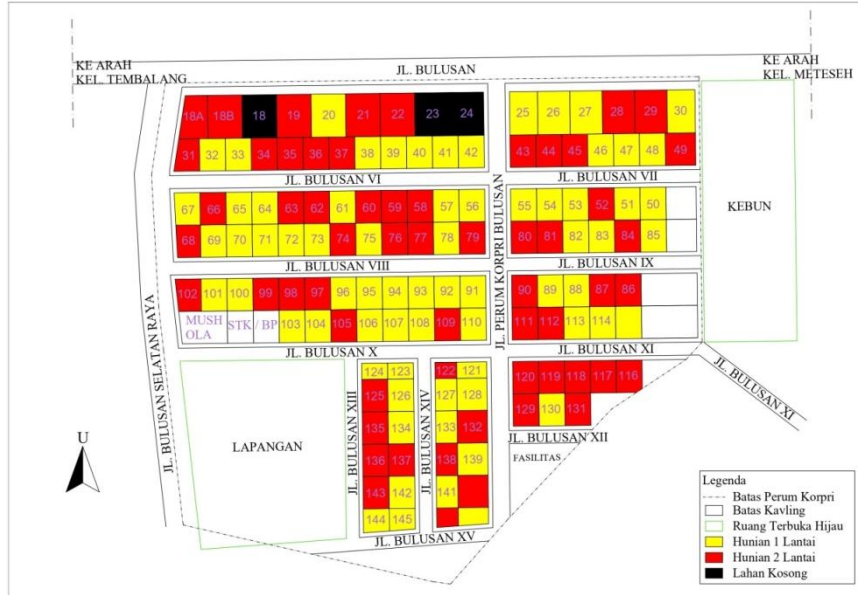 KE ARAH
KEL. TEMBALANG
JL. BULUSAN
KE ARAH
KEL. METESEH
18A 18B 18 19 20 21 22 23 24
25 26 27 28 29 30
31 32 33 34 35 36 37 38 39 40 41 42
43 44 45 46 47 48 49
JL. BULUSAN VI
JL. BULUSAN VII
67 66 65 64 63 62 61 60 59 58 57 56
55 54 53 52 51 50
68 69 70 71 72 73 74 75 76 77 78 79
80 81 82 83 84 85
JL. BULUSAN VIII
JL. BULUSAN IX
102 101 100 99 98 97 96 95 94 93 92 91
90 89 88 87 86
MUSH
OLA
STK / BP
103 104 105 106 107 108 109 110
111 112 113 114
JL. BULUSAN X
JL. BULUSAN XI
JL. PERUM KORPRI BULUSAN
KEBUN
JL. BULUSAN XI
JL. BULUSAN SELATAN RAYA
LAPANGAN
JL. BULUSAN XIII
JL. BULUSAN XIV
124 123
125 126
135 134
136 137
143 142
144 145
122 121
127 128
133 132
138 139
141
120 119 118 117 116
129 130 131
JL. BULUSAN XII
FASILITAS
JL. BULUSAN XV
U
Legenda
Batas Perum Korpri
Batas Kavling
Ruang Terbuka Hijau
Hunian 1 Lantai
Hunian 2 Lantai
Lahan Kosong